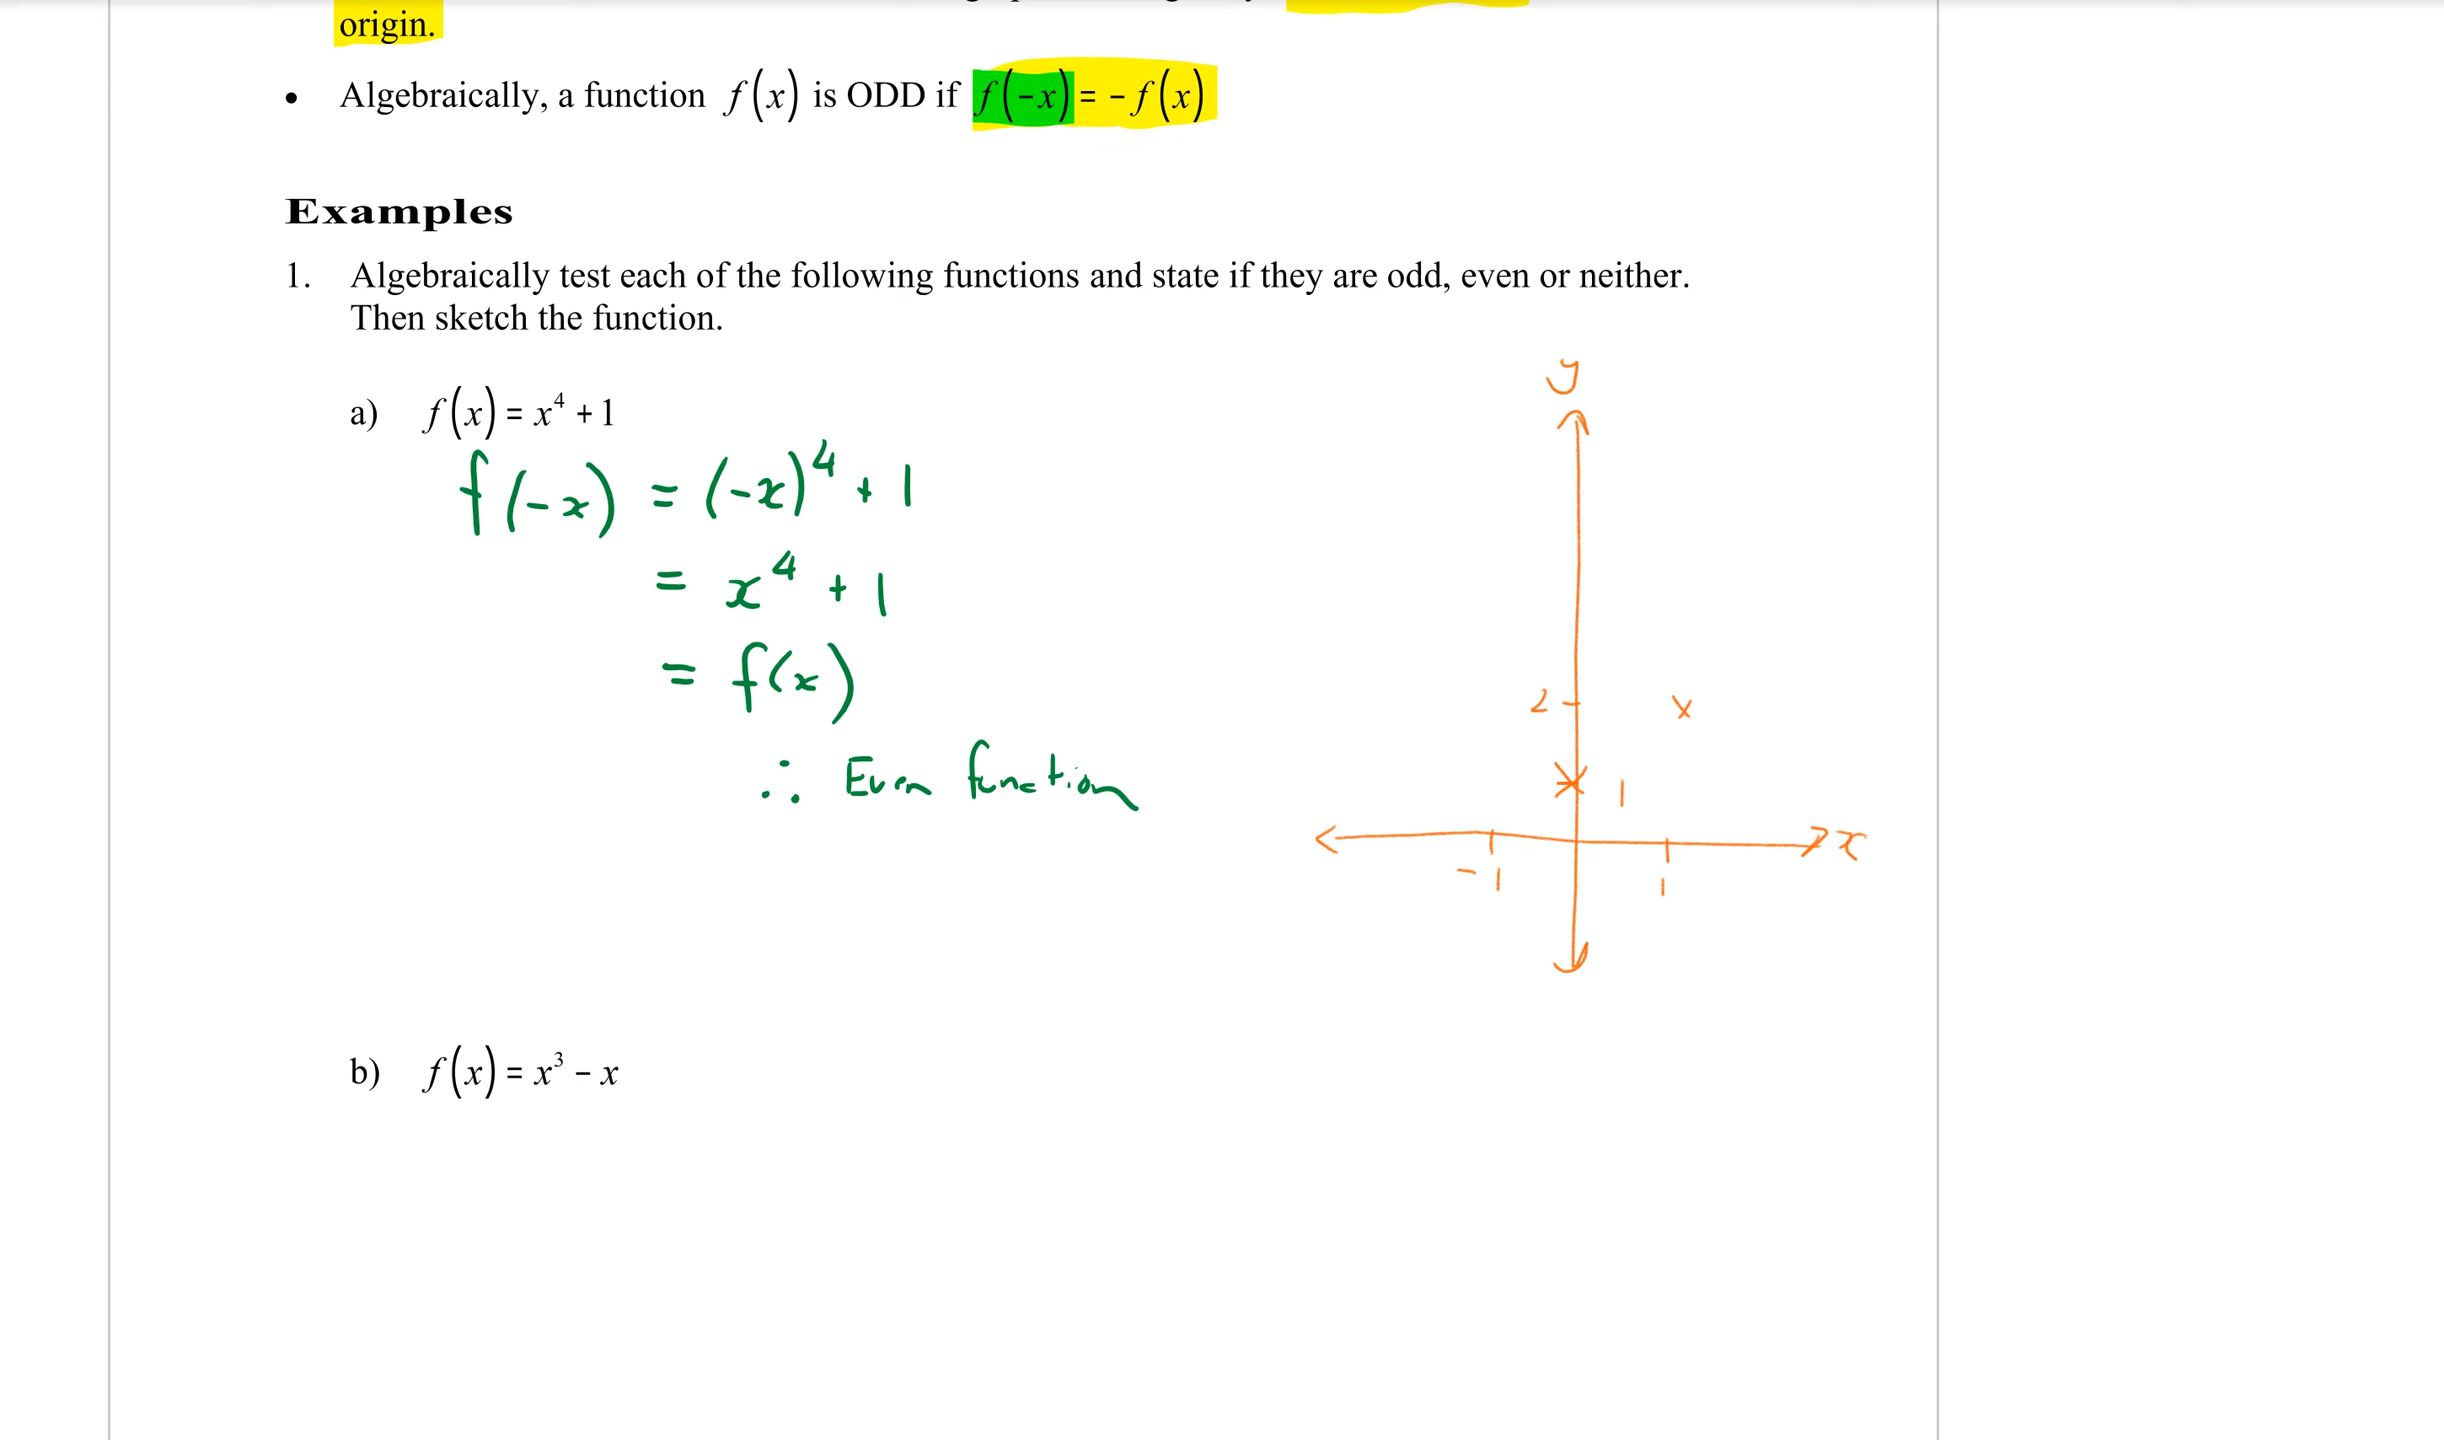 origin.
• Algebraically, a function f(x) is ODD if f(−x) = −f(x)
Examples
1. Algebraically test each of the following functions and state if they are odd, even or neither.
Then sketch the function.
a) f(x) = x⁴ + 1
f(-x) = (-x)⁴ + 1
= x⁴ + 1
= f(x)
∴ Even function
y
2
1
x
-1
1
b) f(x) = x³ − x